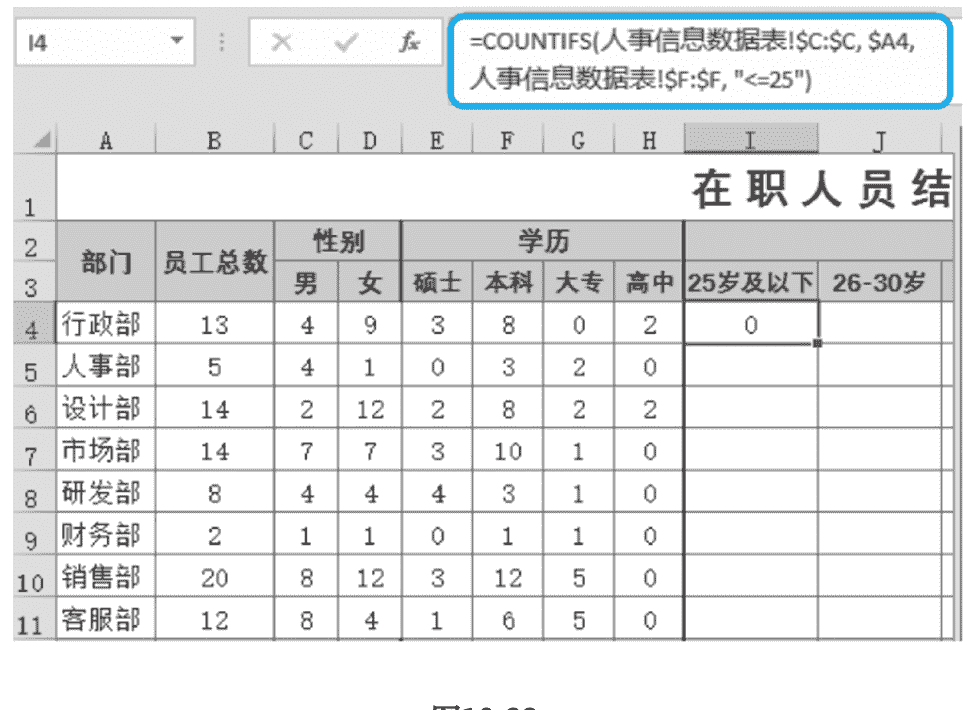 I4 fx =COUNTIFS(人事信息数据表!$C:$C, $A4,
人事信息数据表!$F:$F, "<=25")
A B C D E F G H I J
1 在职人员结
2 部门 员工总数 性别 学历
3 男 女 硕士 本科 大专 高中 25岁及以下 26-30岁
4 行政部 13 4 9 3 8 0 2 0
5 人事部 5 4 1 0 3 2 0
6 设计部 14 2 12 2 8 2 2
7 市场部 14 7 7 3 10 1 0
8 研发部 8 4 4 4 3 1 0
9 财务部 2 1 1 0 1 1 0
10 销售部 20 8 12 3 12 5 0
11 客服部 12 8 4 1 6 5 0